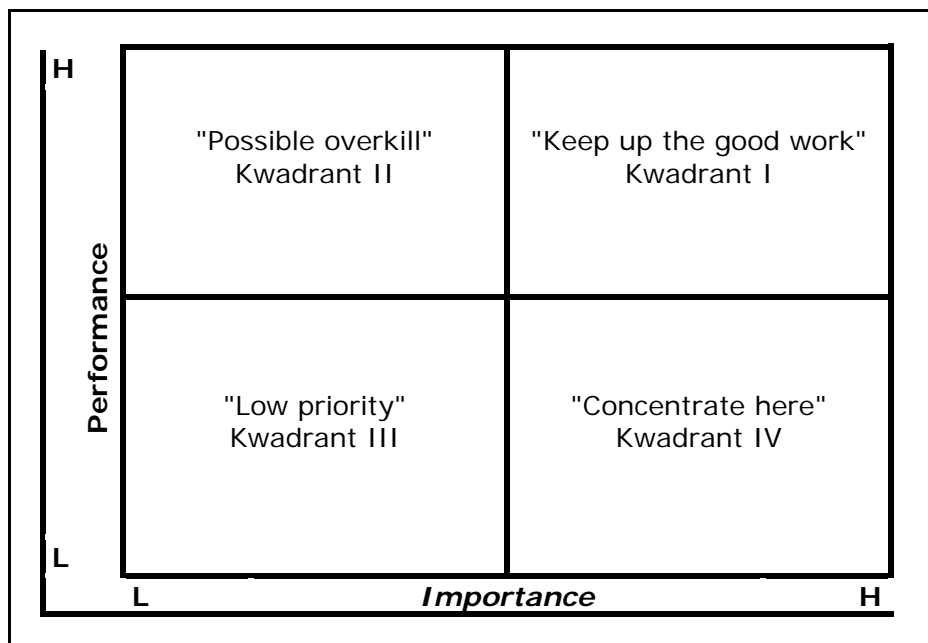 H
"Possible overkill"
Kwadrant II
"Keep up the good work"
Kwadrant I
Performance
"Low priority"
Kwadrant III
"Concentrate here"
Kwadrant IV
L
L
Importance
H